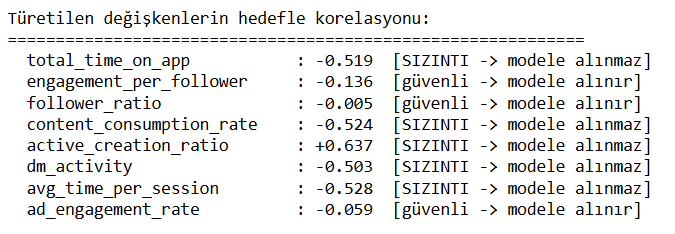 Türetilen değişkenlerin hedefle korelasyonu:
============================================================
total_time_on_app : -0.519 [SIZINTI -> modele alınmaz]
engagement_per_follower : -0.136 [güvenli -> modele alınır]
follower_ratio : -0.005 [güvenli -> modele alınır]
content_consumption_rate : -0.524 [SIZINTI -> modele alınmaz]
active_creation_ratio : +0.637 [SIZINTI -> modele alınmaz]
dm_activity : -0.503 [SIZINTI -> modele alınmaz]
avg_time_per_session : -0.528 [SIZINTI -> modele alınmaz]
ad_engagement_rate : -0.059 [güvenli -> modele alınır]